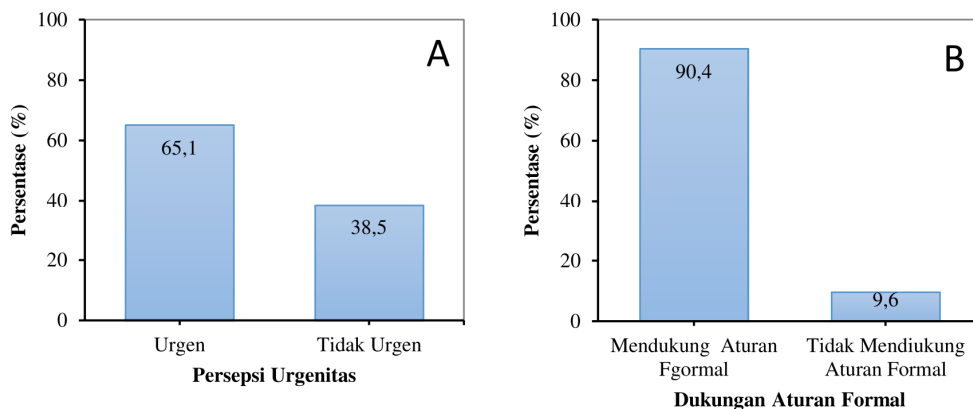 A
Persentase (%)
100
80
60
40
20
0
65,1
38,5
Urgen
Tidak Urgen
Persepsi Urgenitas
B
Persentase (%)
100
80
60
40
20
0
90,4
9,6
Mendukung Aturan
Fgormal
Tidak Mendiukung
Aturan Formal
Dukungan Aturan Formal